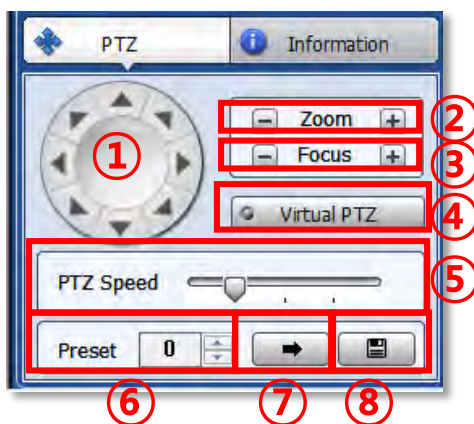 PTZ Information
① − Zoom + ②
− Focus + ③
Virtual PTZ ④
PTZ Speed ⑤
Preset 0
⑥ ⑦ ⑧